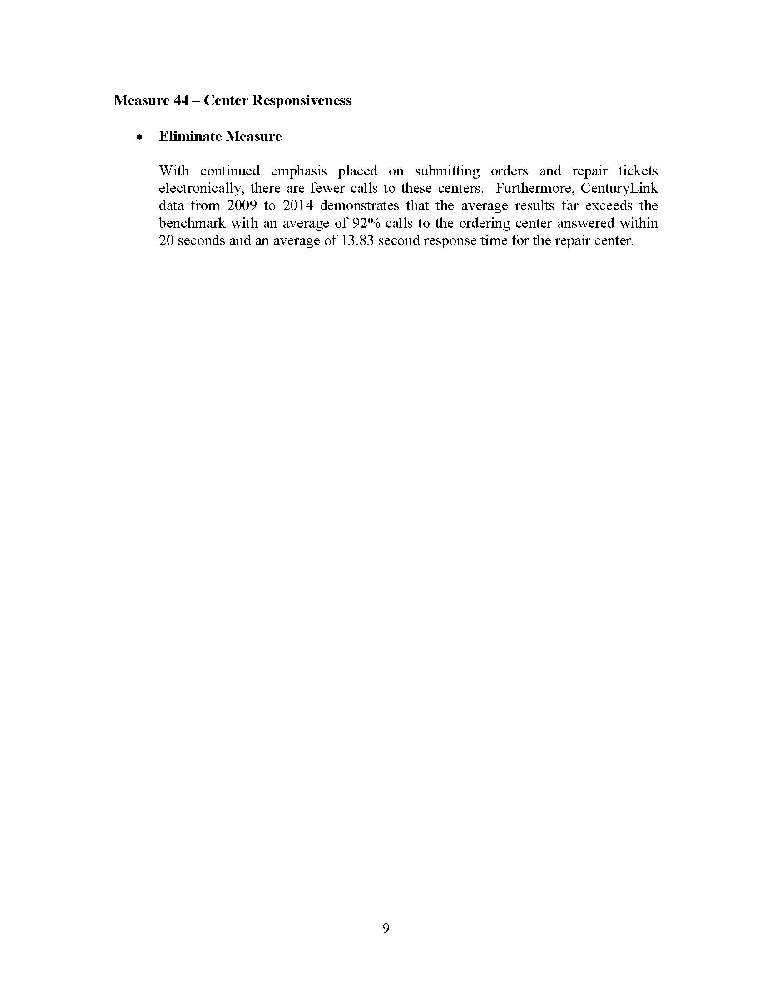 Measure 44 – Center Responsiveness
• Eliminate Measure
With continued emphasis placed on submitting orders and repair tickets
electronically, there are fewer calls to these centers. Furthermore, CenturyLink
data from 2009 to 2014 demonstrates that the average results far exceeds the
benchmark with an average of 92% calls to the ordering center answered within
20 seconds and an average of 13.83 second response time for the repair center.
9